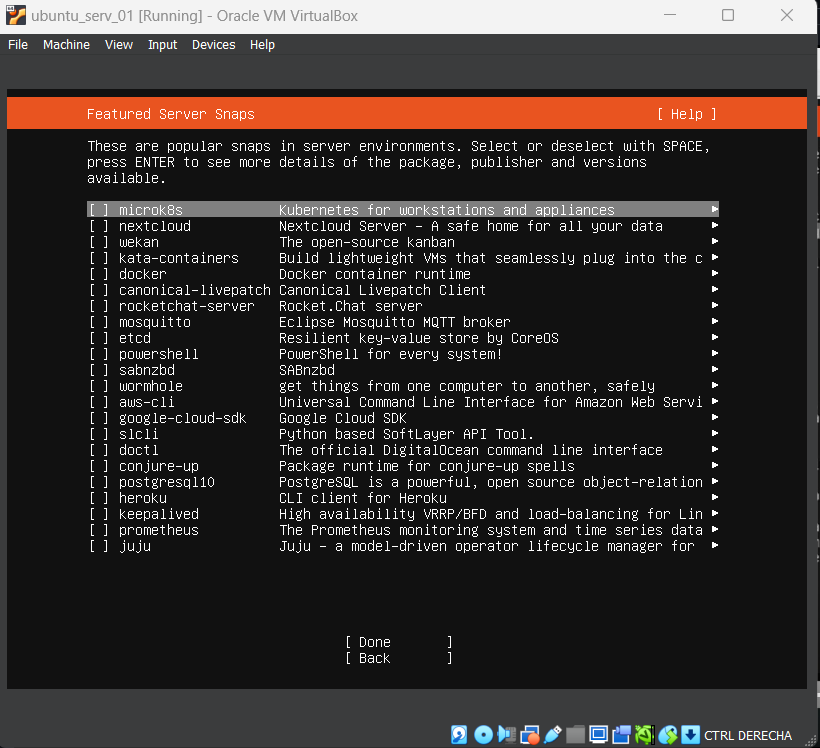 ubuntu_serv_01 [Running] - Oracle VM VirtualBox
File Machine View Input Devices Help
Featured Server Snaps [ Help ]
These are popular snaps in server environments. Select or deselect with SPACE,
press ENTER to see more details of the package, publisher and versions
available.
[ ] microk8s Kubernetes for workstations and appliances ►
[ ] nextcloud Nextcloud Server - A safe home for all your data ►
[ ] wekan The open-source kanban ►
[ ] kata-containers Build lightweight VMs that seamlessly plug into the c ►
[ ] docker Docker container runtime ►
[ ] canonical-livepatch Canonical Livepatch Client ►
[ ] rocketchat-server Rocket.Chat server ►
[ ] mosquitto Eclipse Mosquitto MQTT broker ►
[ ] etcd Resilient key-value store by CoreOS ►
[ ] powershell PowerShell for every system! ►
[ ] sabnzbd SABnzbd ►
[ ] wormhole get things from one computer to another, safely ►
[ ] aws-cli Universal Command Line Interface for Amazon Web Servi ►
[ ] google-cloud-sdk Google Cloud SDK ►
[ ] slcli Python based SoftLayer API Tool. ►
[ ] doctl The official DigitalOcean command line interface ►
[ ] conjure-up Package runtime for conjure-up spells ►
[ ] postgresql10 PostgreSQL is a powerful, open source object-relation ►
[ ] heroku CLI client for Heroku ►
[ ] keepalived High availability VRRP/BFD and load-balancing for Lin ►
[ ] prometheus The Prometheus monitoring system and time series data ►
[ ] juju Juju - a model-driven operator lifecycle manager for ►
[ Done ]
[ Back ]
CTRL DERECHA